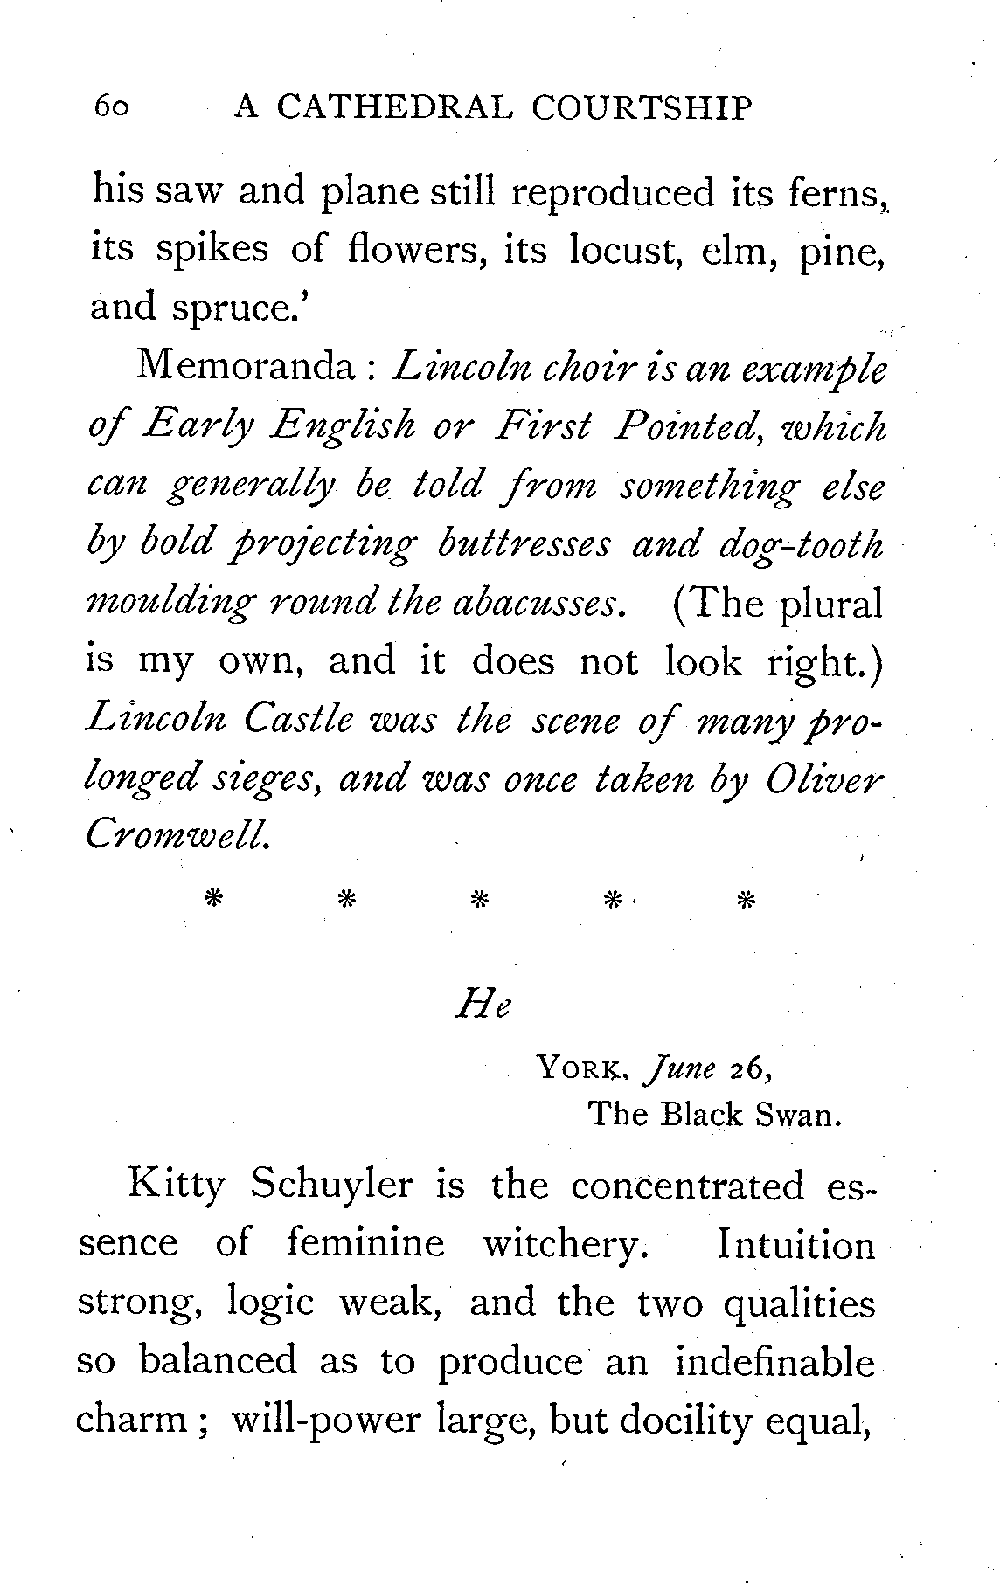 60 A CATHEDRAL COURTSHIP
his saw and plane still reproduced its ferns,
its spikes of flowers, its locust, elm, pine,
and spruce.'
Memoranda : Lincoln choir is an example
of Early English or First Pointed, which
can generally be told from something else
by bold projecting buttresses and dog-tooth
moulding round the abacusses. (The plural
is my own, and it does not look right.)
Lincoln Castle was the scene of many pro-
longed sieges, and was once taken by Oliver
Cromwell.
* * * * *
He
YORK, June 26,
The Black Swan.
Kitty Schuyler is the concentrated es-
sence of feminine witchery. Intuition
strong, logic weak, and the two qualities
so balanced as to produce an indefinable
charm ; will-power large, but docility equal,